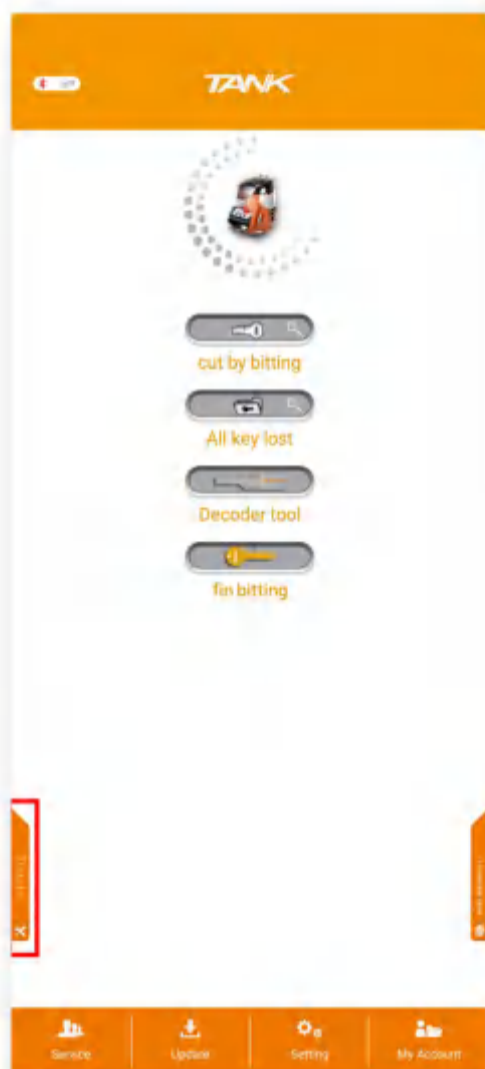 TANK
cut by bitting
All key lost
Decoder tool
fin bitting
Service
Update
Setting
My Account